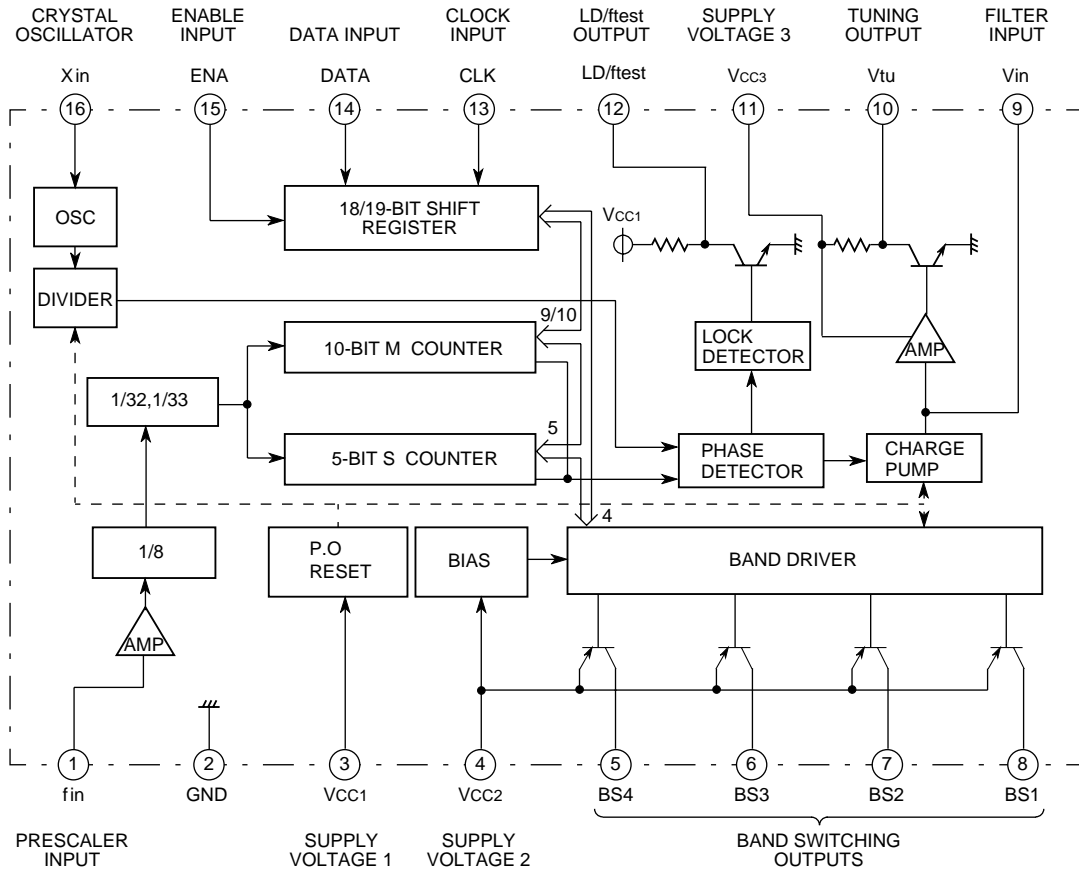 CRYSTAL OSCILLATOR
ENABLE INPUT
DATA INPUT
CLOCK INPUT
LD/ftest OUTPUT
SUPPLY VOLTAGE 3
TUNING OUTPUT
FILTER INPUT
Xin
ENA
DATA
CLK
LD/ftest
VCC3
Vtu
Vin
16
15
14
13
12
11
10
9
OSC
18/19-BIT SHIFT REGISTER
VCC1
DIVIDER
9/10
10-BIT M COUNTER
LOCK DETECTOR
AMP
1/32,1/33
5
5-BIT S COUNTER
PHASE DETECTOR
CHARGE PUMP
4
1/8
P.O RESET
BIAS
BAND DRIVER
AMP
1
2
3
4
5
6
7
8
fin
GND
VCC1
VCC2
BS4
BS3
BS2
BS1
PRESCALER INPUT
SUPPLY VOLTAGE 1
SUPPLY VOLTAGE 2
BAND SWITCHING OUTPUTS